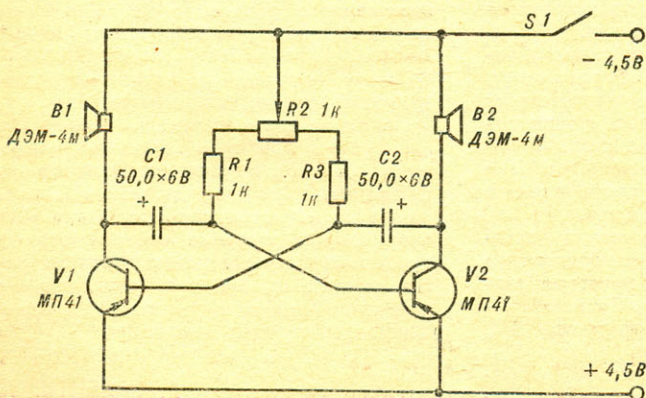 S1
− 4,5В
B1
ДЭМ-4м
R2 1к
B2
ДЭМ-4м
C1
50,0×6В
+
R1
1к
R3
1к
C2
50,0×6В
+
V1
МП41
V2
МП41
+ 4,5В